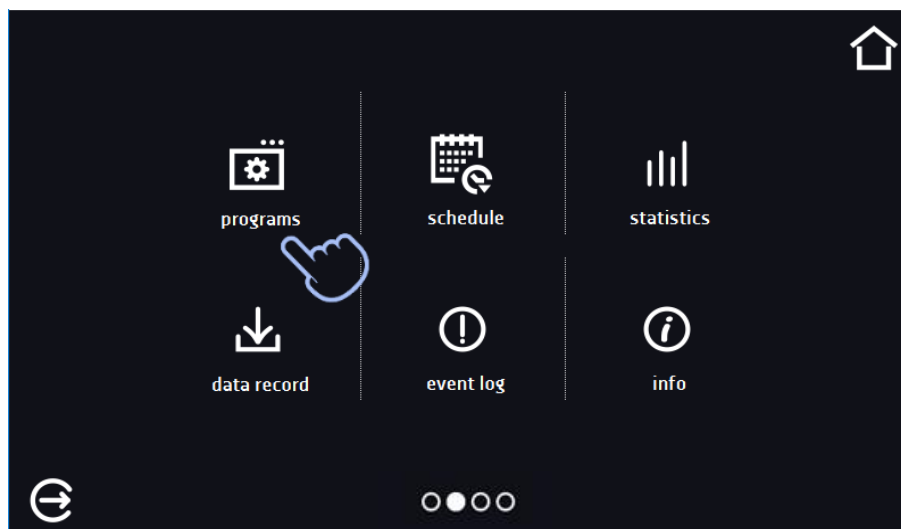 programs
schedule
statistics
data record
event log
info